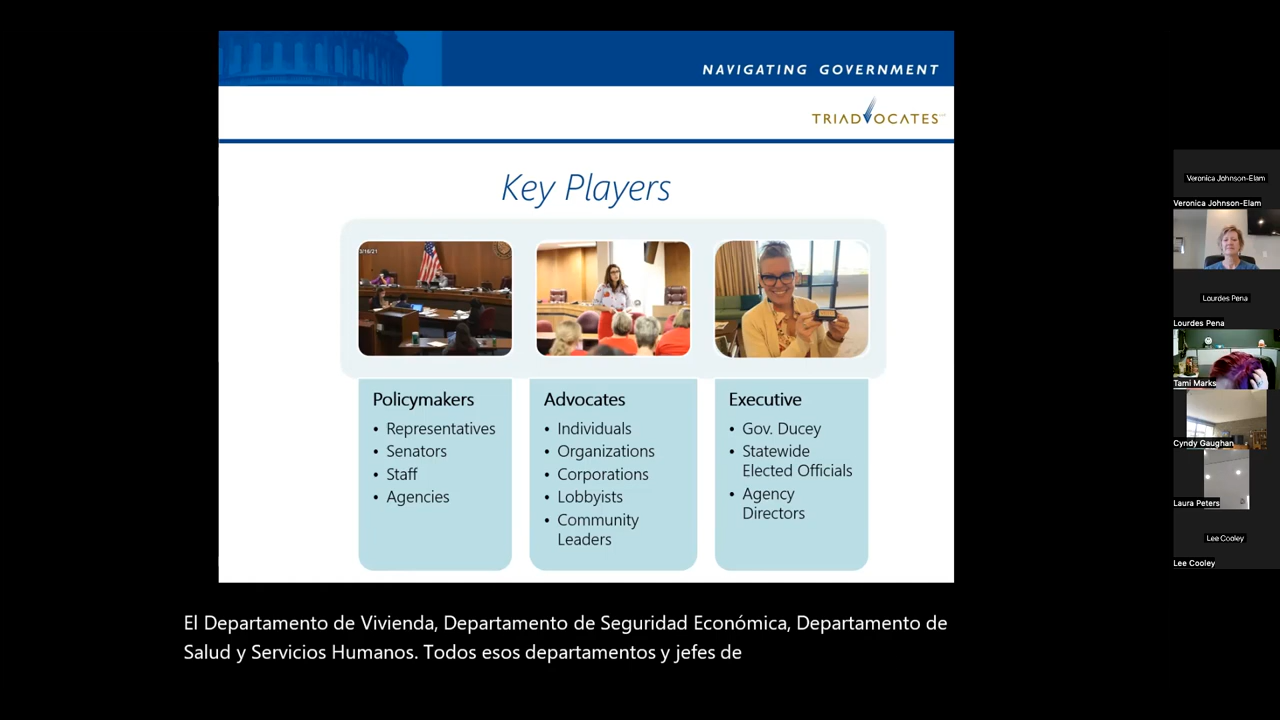 NAVIGATING GOVERNMENT
TRIADVOCATES
Key Players
3/16/21
Policymakers
• Representatives
• Senators
• Staff
• Agencies
Advocates
• Individuals
• Organizations
• Corporations
• Lobbyists
• Community
Leaders
Executive
• Gov. Ducey
• Statewide
Elected Officials
• Agency
Directors
El Departamento de Vivienda, Departamento de Seguridad Económica, Departamento de
Salud y Servicios Humanos. Todos esos departamentos y jefes de
Veronica Johnson-Elam
Veronica Johnson-Elam
Lourdes Pena
Lourdes Pena
Tami Marks
Cyndy Gaughan
Laura Peters
Lee Cooley
Lee Cooley